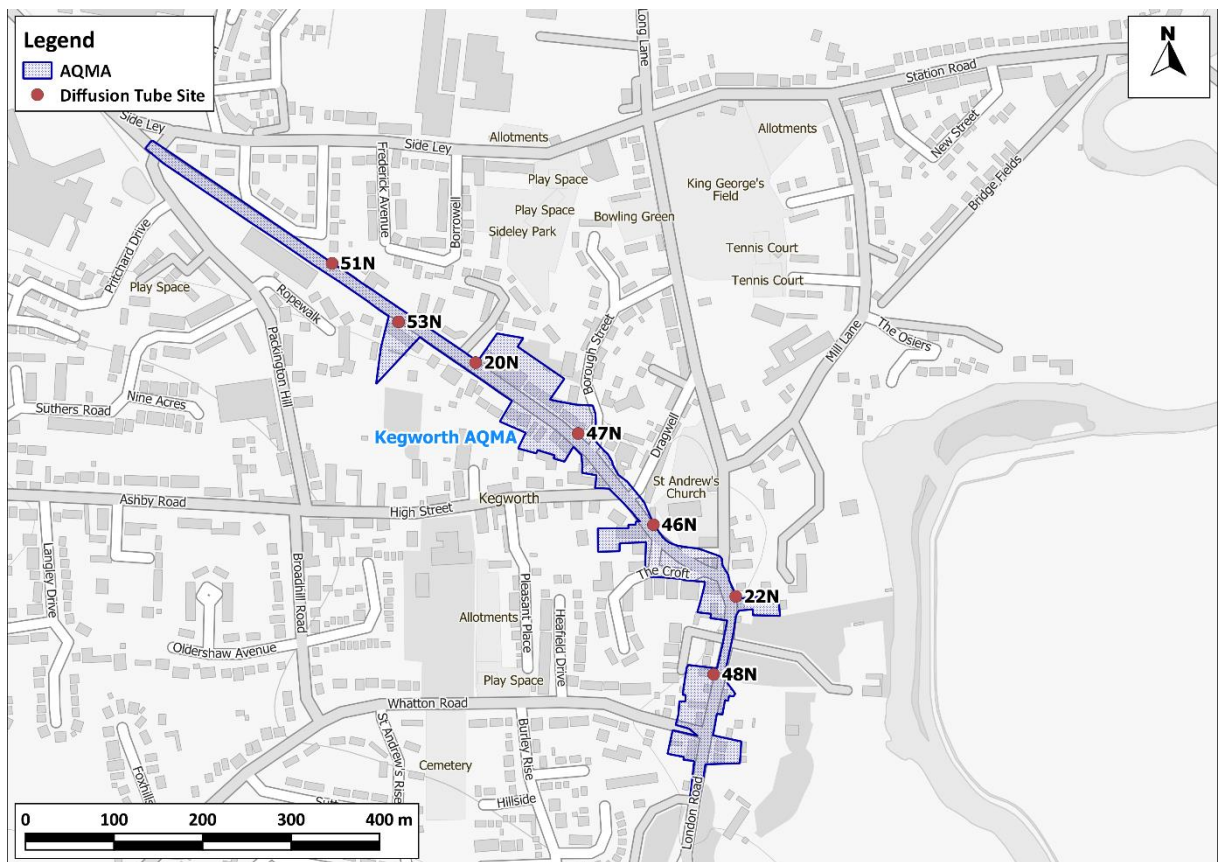 Legend
AQMA
Diffusion Tube Site
N
Long Lane
Station Road
Side Ley
Side Ley
Allotments
Allotments
New Street
Frederick Avenue
Borrowell
Play Space
Play Space
Sideley Park
Bowling Green
King George's
Field
Bridge Fields
Tennis Court
Tennis Court
Pritchard Drive
Play Space
51N
Ropewalk
53N
20N
Packington Hill
Borough Street
The Osiers
Mill Lane
Suthers Road
Nine Acres
Kegworth AQMA
47N
Dragwell
St Andrew's
Church
Ashby Road
High Street
Kegworth
46N
Langley Drive
Broadhill Road
The Croft
Pleasant Place
Heafield Drive
22N
Allotments
Oldershaw Avenue
48N
Play Space
Whatton Road
St Andrew's Rise
Burley Rise
Cemetery
Foxhills
Hillside
London Road
0 100 200 300 400 m